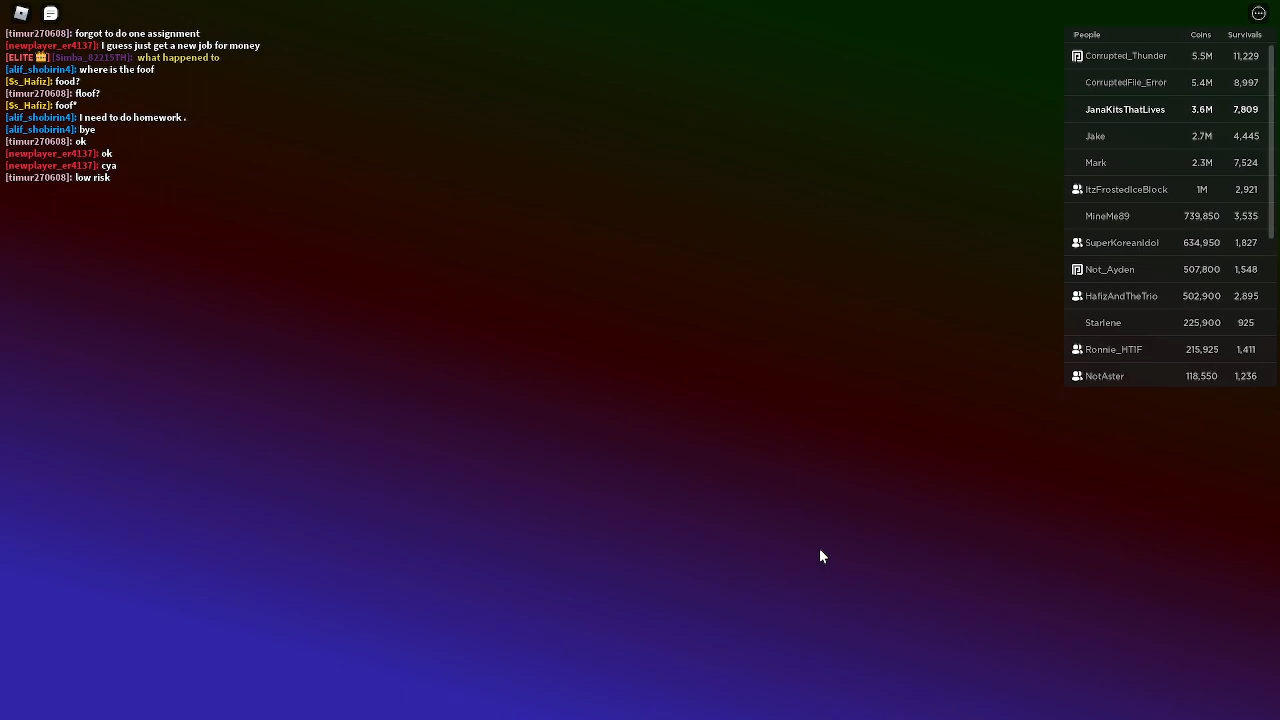 [timur270608]: forgot to do one assignment
[newplayer_er4137]: I guess just get a new job for money
[ELITE 👑][Simba_82215TH]: what happened to
[alif_shobirin4]: where is the foof
[$s_Hafiz]: food?
[timur270608]: floof?
[$s_Hafiz]: foof*
[alif_shobirin4]: I need to do homework .
[alif_shobirin4]: bye
[timur270608]: ok
[newplayer_er4137]: ok
[newplayer_er4137]: cya
[timur270608]: low risk
People Coins Survivals
Corrupted_Thunder 5.5M 11,229
CorruptedFile_Error 5.4M 8,997
JanaKitsThatLives 3.6M 7,809
Jake 2.7M 4,445
Mark 2.3M 7,524
ItzFrostedIceBlock 1M 2,921
MineMe89 739,850 3,535
SuperKoreanIdol 634,950 1,827
Not_Ayden 507,800 1,548
HafizAndTheTrio 502,900 2,895
Starlene 225,900 925
Ronnie_HT1F 215,925 1,411
NotAster 118,550 1,236